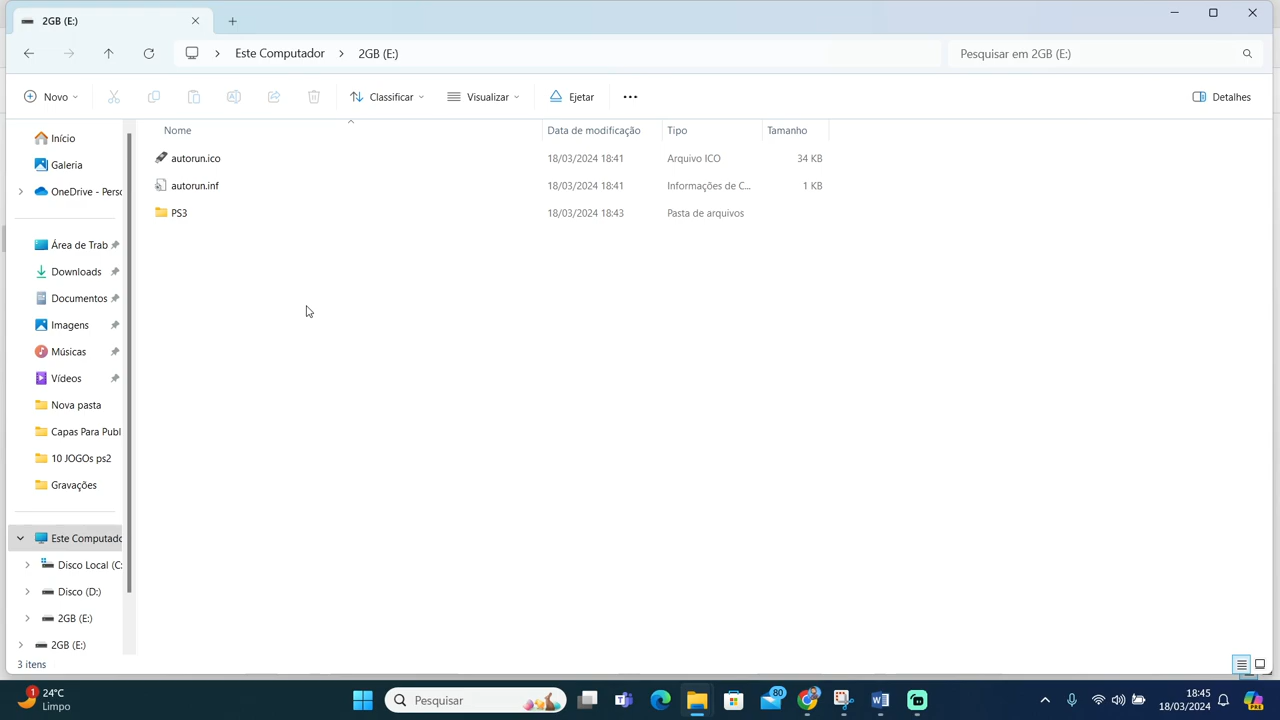 2GB (E:)
Este Computador > 2GB (E:)
Pesquisar em 2GB (E:)
Novo
Classificar
Visualizar
Ejetar
Detalhes
Início
Galeria
OneDrive - Persc
Área de Trab
Downloads
Documentos
Imagens
Músicas
Vídeos
Nova pasta
Capas Para Publ
10 JOGOs ps2
Gravações
Este Computadc
Disco Local (C:
Disco (D:)
2GB (E:)
2GB (E:)
Nome Data de modificação Tipo Tamanho
autorun.ico 18/03/2024 18:41 Arquivo ICO 34 KB
autorun.inf 18/03/2024 18:41 Informações de C... 1 KB
PS3 18/03/2024 18:43 Pasta de arquivos
3 itens
1
24°C
Limpo
Pesquisar
80
18:45
18/03/2024